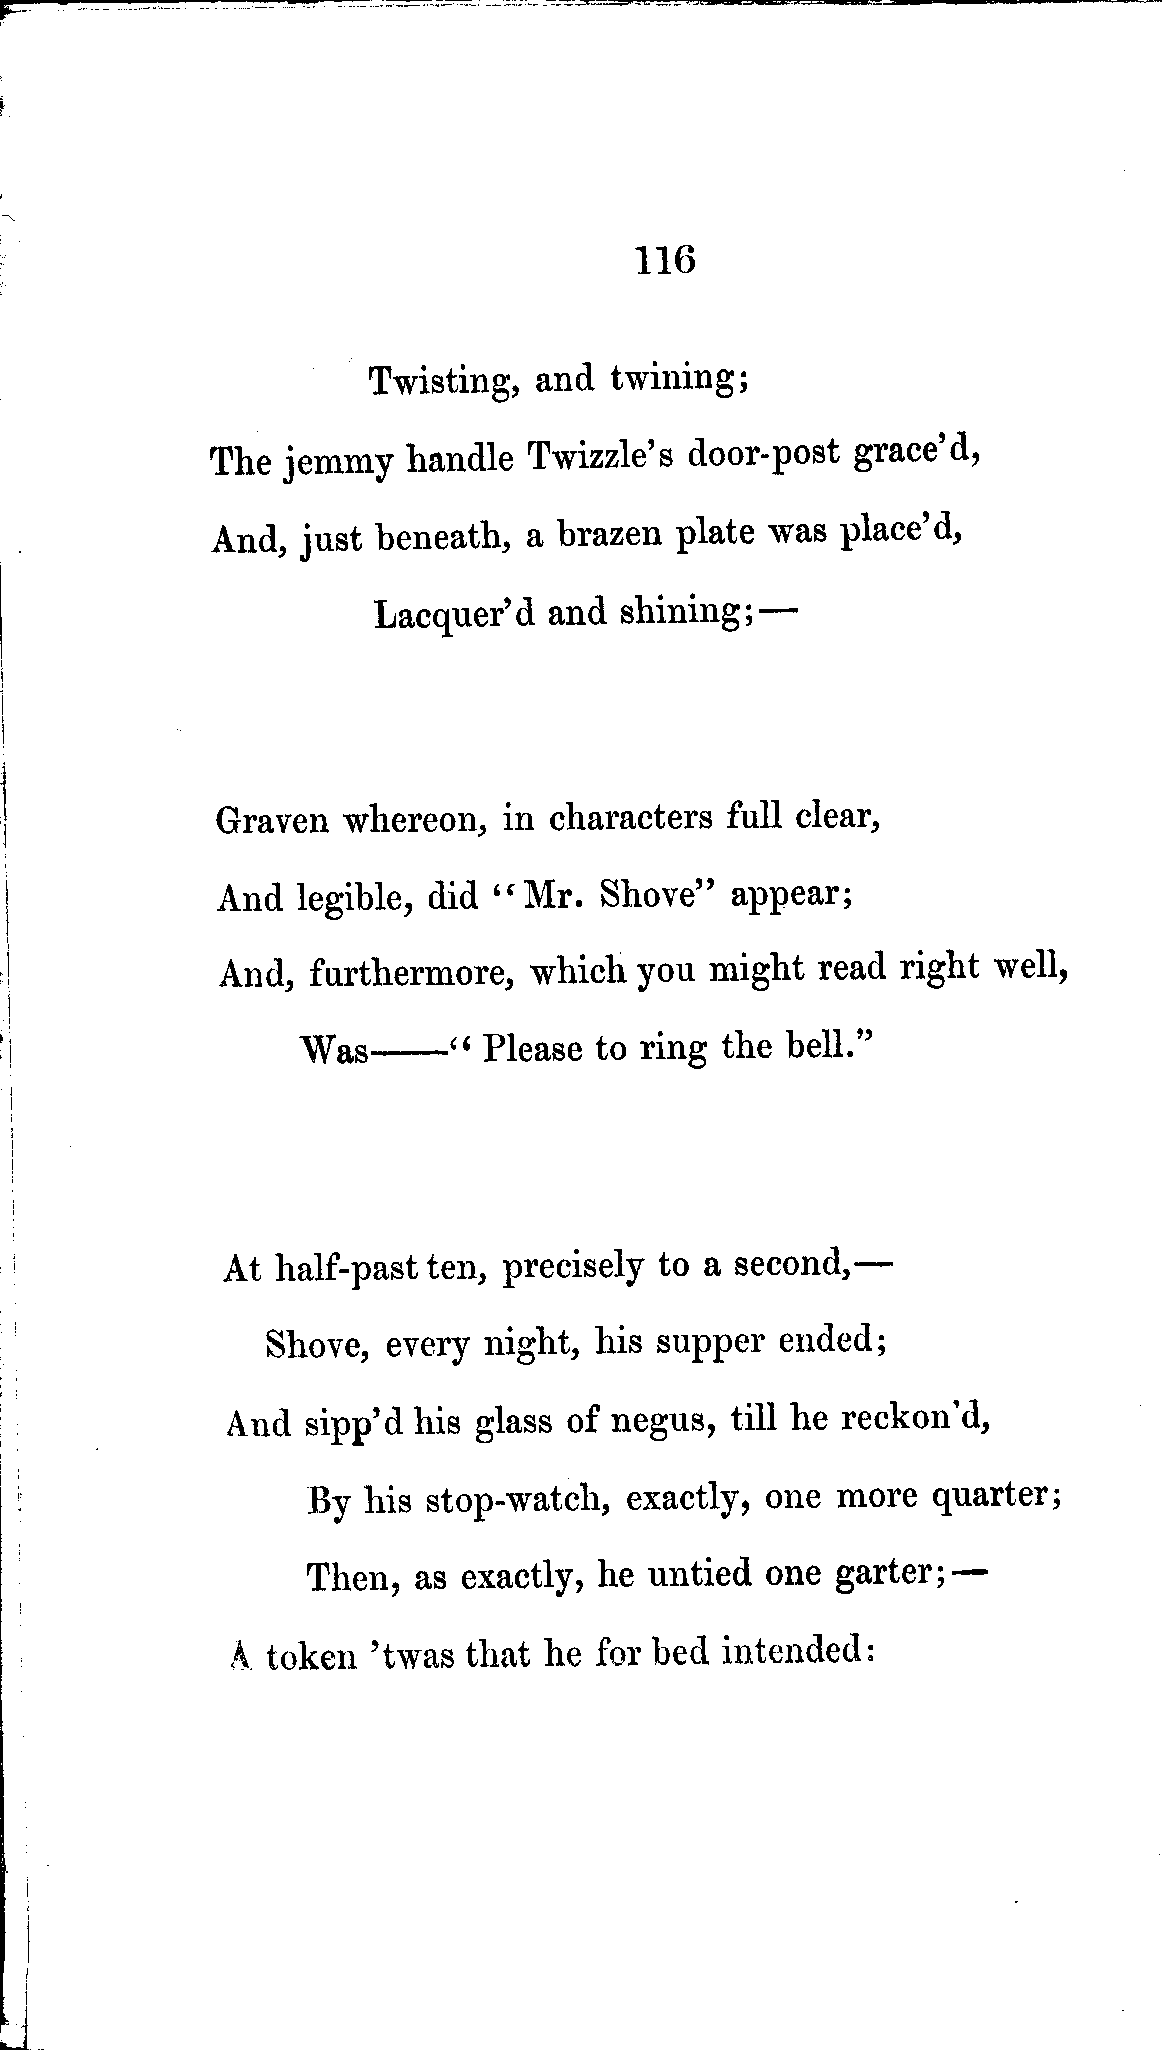 116
Twisting, and twining;
The jemmy handle Twizzle's door-post grace'd,
And, just beneath, a brazen plate was place'd,
Lacquer'd and shining;—
Graven whereon, in characters full clear,
And legible, did "Mr. Shove" appear;
And, furthermore, which you might read right well,
Was——"Please to ring the bell."
At half-past ten, precisely to a second,—
Shove, every night, his supper ended;
And sipp'd his glass of negus, till he reckon'd,
By his stop-watch, exactly, one more quarter;
Then, as exactly, he untied one garter;—
A token 'twas that he for bed intended: